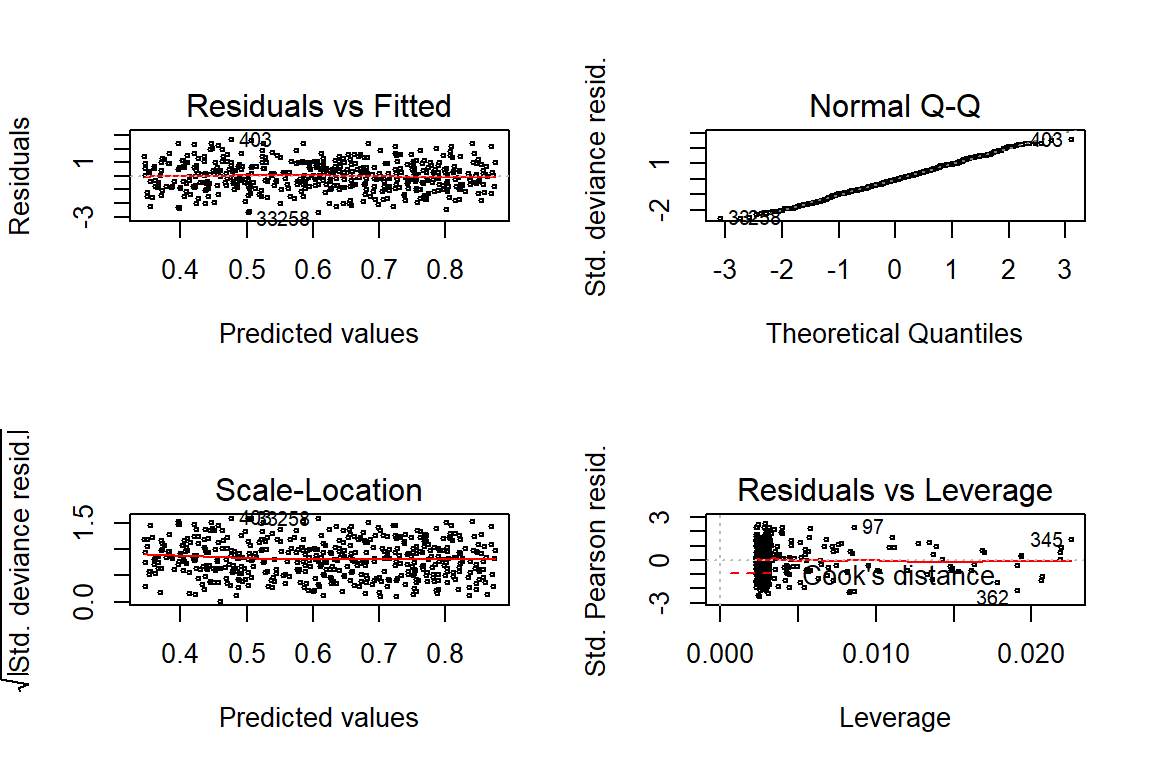 Residuals vs Fitted
Residuals
1
-3
403
33258
0.4 0.5 0.6 0.7 0.8
Predicted values
Normal Q-Q
Std. deviance resid.
1
-2
403
33258
-3 -2 -1 0 1 2 3
Theoretical Quantiles
Scale-Location
√|Std. deviance resid.|
1.5
0.0
403 33258
0.4 0.5 0.6 0.7 0.8
Predicted values
Residuals vs Leverage
Std. Pearson resid.
3
0
-3
97
345
Cook's distance
362
0.000 0.010 0.020
Leverage